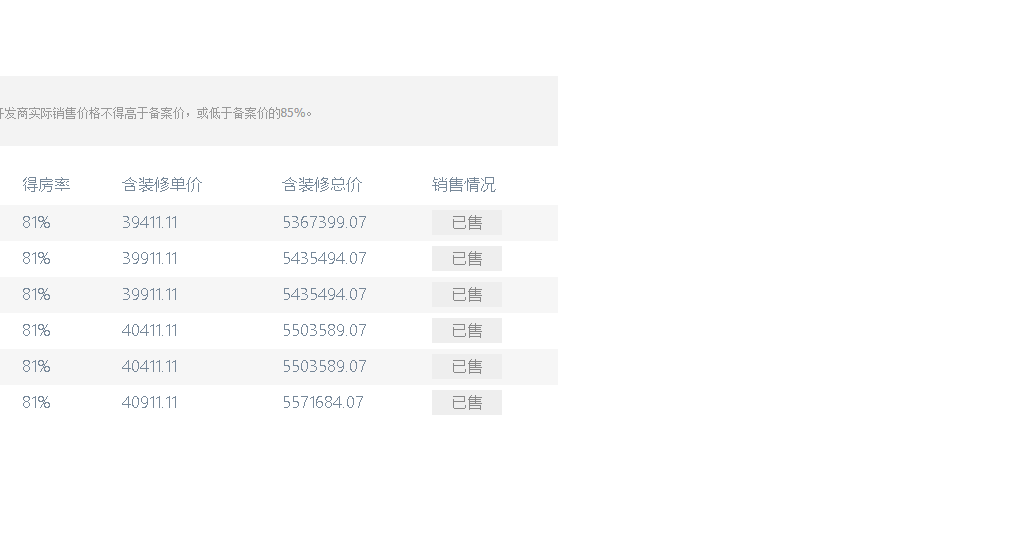 开发商实际销售价格不得高于备案价，或低于备案价的85%。
得房率 含装修单价 含装修总价 销售情况
81% 39411.11 5367399.07 已售
81% 39911.11 5435494.07 已售
81% 39911.11 5435494.07 已售
81% 40411.11 5503589.07 已售
81% 40411.11 5503589.07 已售
81% 40911.11 5571684.07 已售